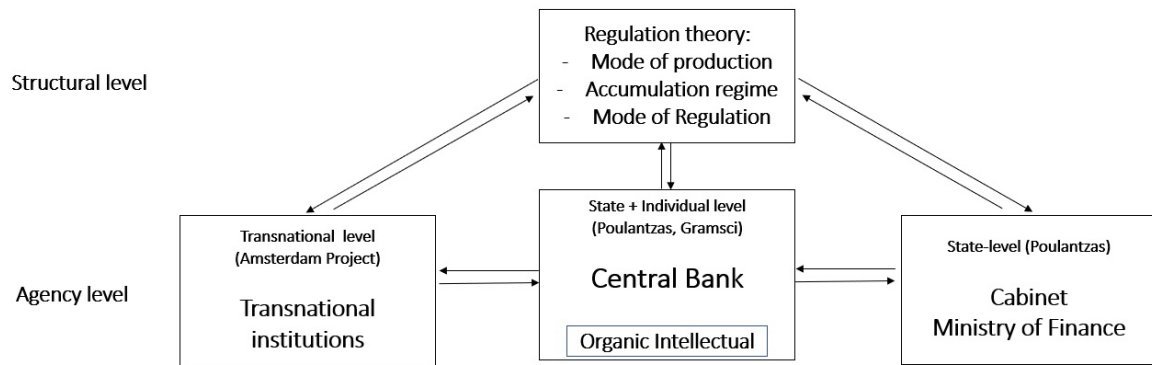 Structural level
Regulation theory:
- Mode of production
- Accumulation regime
- Mode of Regulation
Agency level
Transnational level
(Amsterdam Project)
Transnational
institutions
State + Individual level
(Poulantzas, Gramsci)
Central Bank
Organic Intellectual
State-level (Poulantzas)
Cabinet
Ministry of Finance